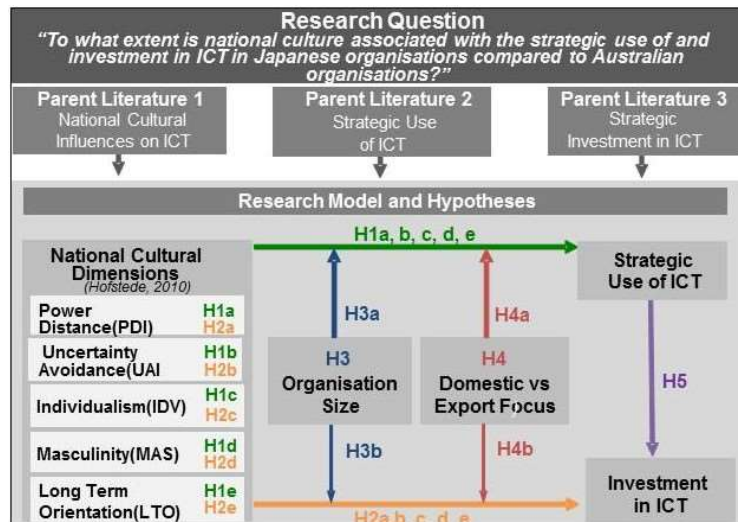 Research Question
“To what extent is national culture associated with the strategic use of and
investment in ICT in Japanese organisations compared to Australian
organisations?”
Parent Literature 1
National Cultural
Influences on ICT
Parent Literature 2
Strategic Use
of ICT
Parent Literature 3
Strategic
Investment in ICT
Research Model and Hypotheses
H1a, b, c, d, e
National Cultural
Dimensions
(Hofstede, 2010)
Power
Distance(PDI)
H1a
H2a
Uncertainty
Avoidance(UAI
H1b
H2b
Individualism(IDV)
H1c
H2c
Masculinity(MAS)
H1d
H2d
Long Term
Orientation(LTO)
H1e
H2e
H3a
H3
Organisation
Size
H3b
H4a
H4
Domestic vs
Export Focus
H4b
Strategic
Use of ICT
H5
Investment
in ICT
H2a, b, c, d, e